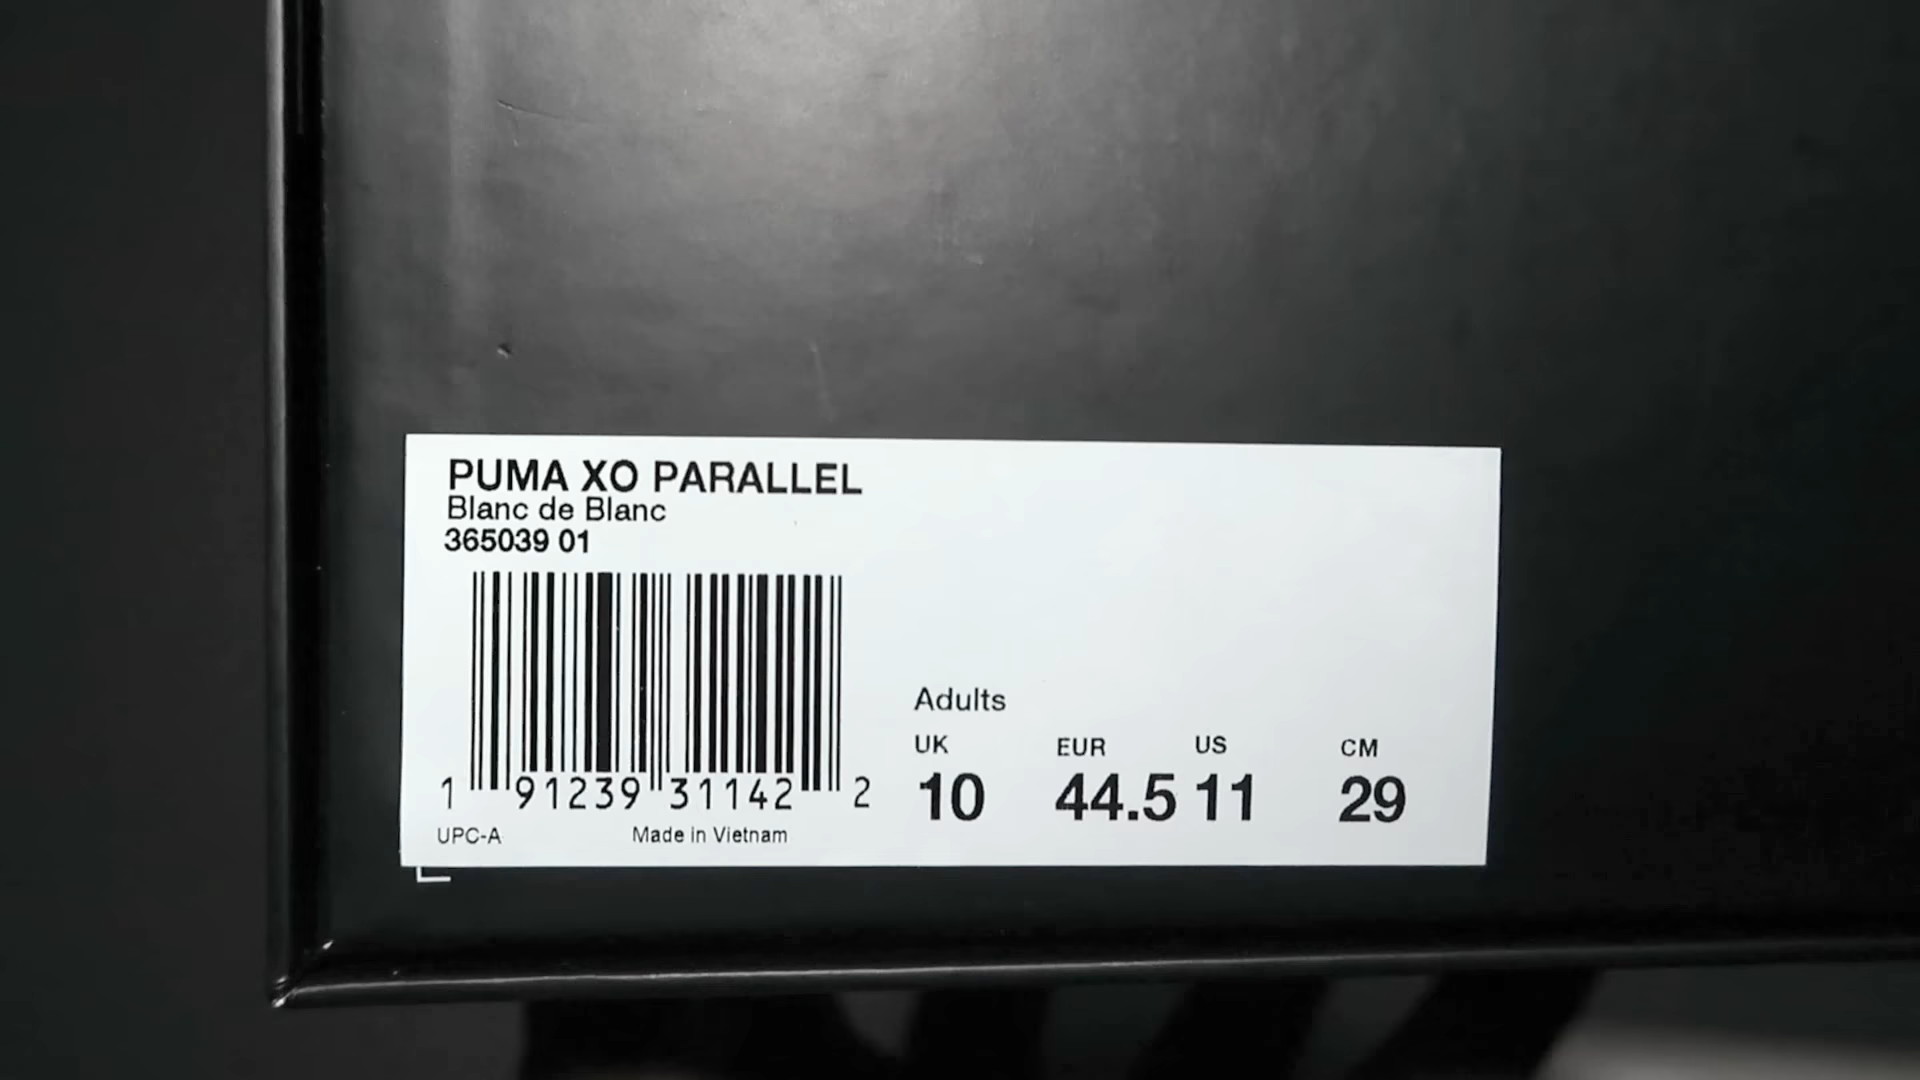 PUMA XO PARALLEL
Blanc de Blanc
365039 01
1 91239 31142 2
UPC-A Made in Vietnam
Adults
UK EUR US CM
10 44.5 11 29